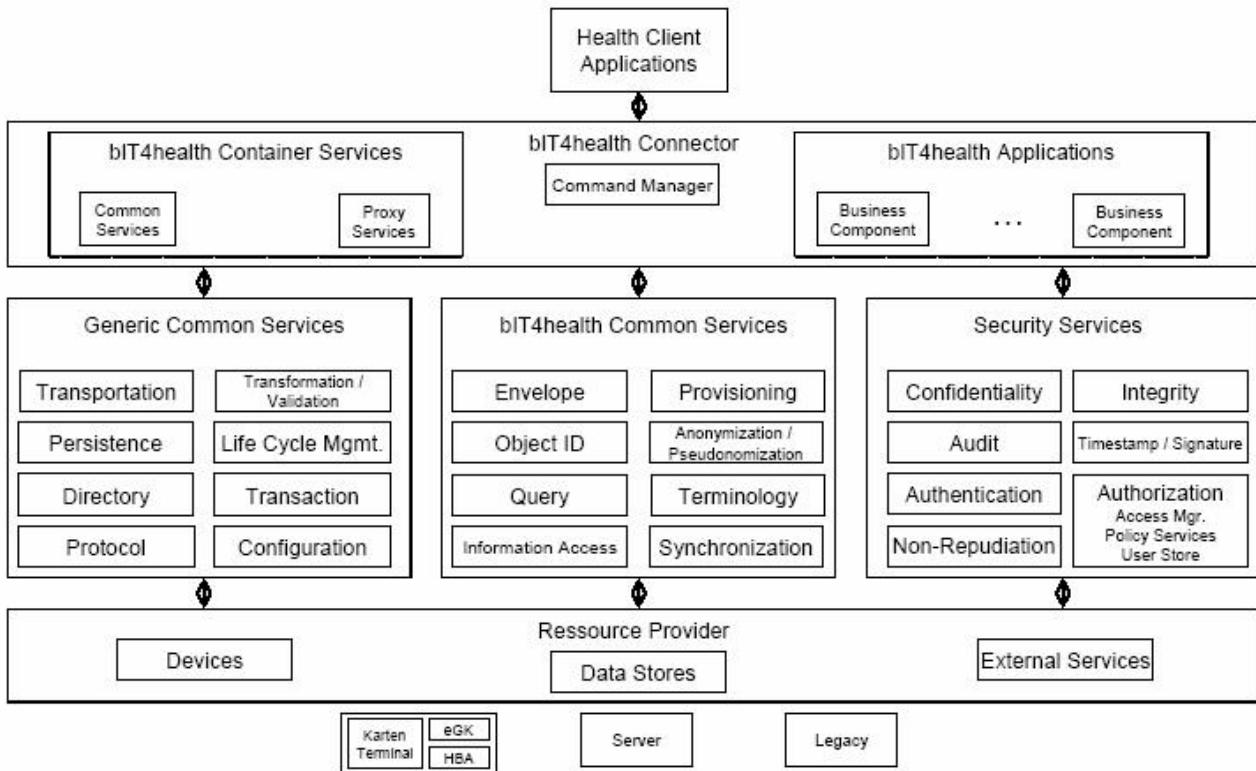 Health Client
Applications
bIT4health Connector
Command Manager
bIT4health Container Services
Common
Services
Proxy
Services
bIT4health Applications
Business
Component
...
Business
Component
Generic Common Services
Transportation
Transformation /
Validation
Persistence
Life Cycle Mgmt.
Directory
Transaction
Protocol
Configuration
bIT4health Common Services
Envelope
Provisioning
Object ID
Anonymization /
Pseudonomization
Query
Terminology
Information Access
Synchronization
Security Services
Confidentiality
Integrity
Audit
Timestamp / Signature
Authentication
Authorization
Access Mgr.
Policy Services
User Store
Non-Repudiation
Ressource Provider
Devices
Data Stores
External Services
Karten
Terminal
eGK
HBA
Server
Legacy